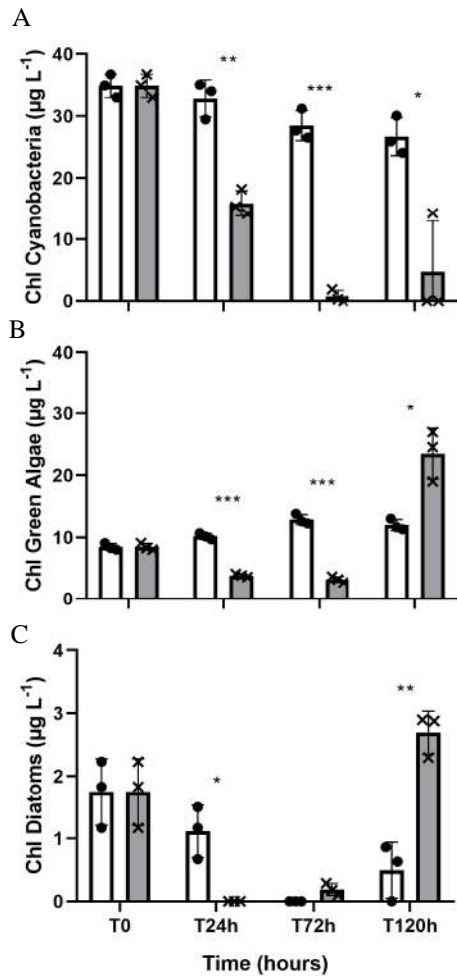 A
Chl Cyanobacteria (µg L⁻¹)
40
30
20
10
0
**
***
*
B
Chl Green Algae (µg L⁻¹)
40
30
20
10
0
***
***
*
C
Chl Diatoms (µg L⁻¹)
4
3
2
1
0
*
**
T0 T24h T72h T120h
Time (hours)